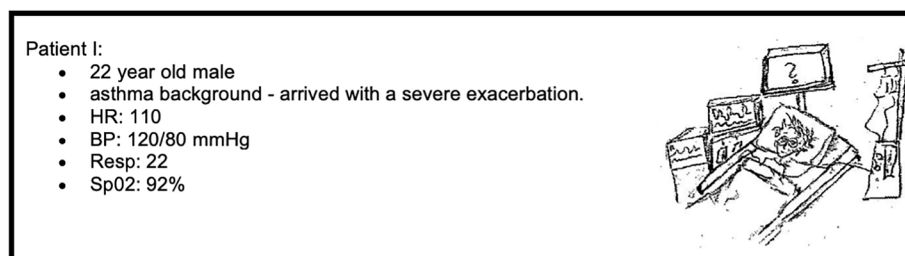 Patient I:
• 22 year old male
• asthma background - arrived with a severe exacerbation.
• HR: 110
• BP: 120/80 mmHg
• Resp: 22
• Sp02: 92%
?